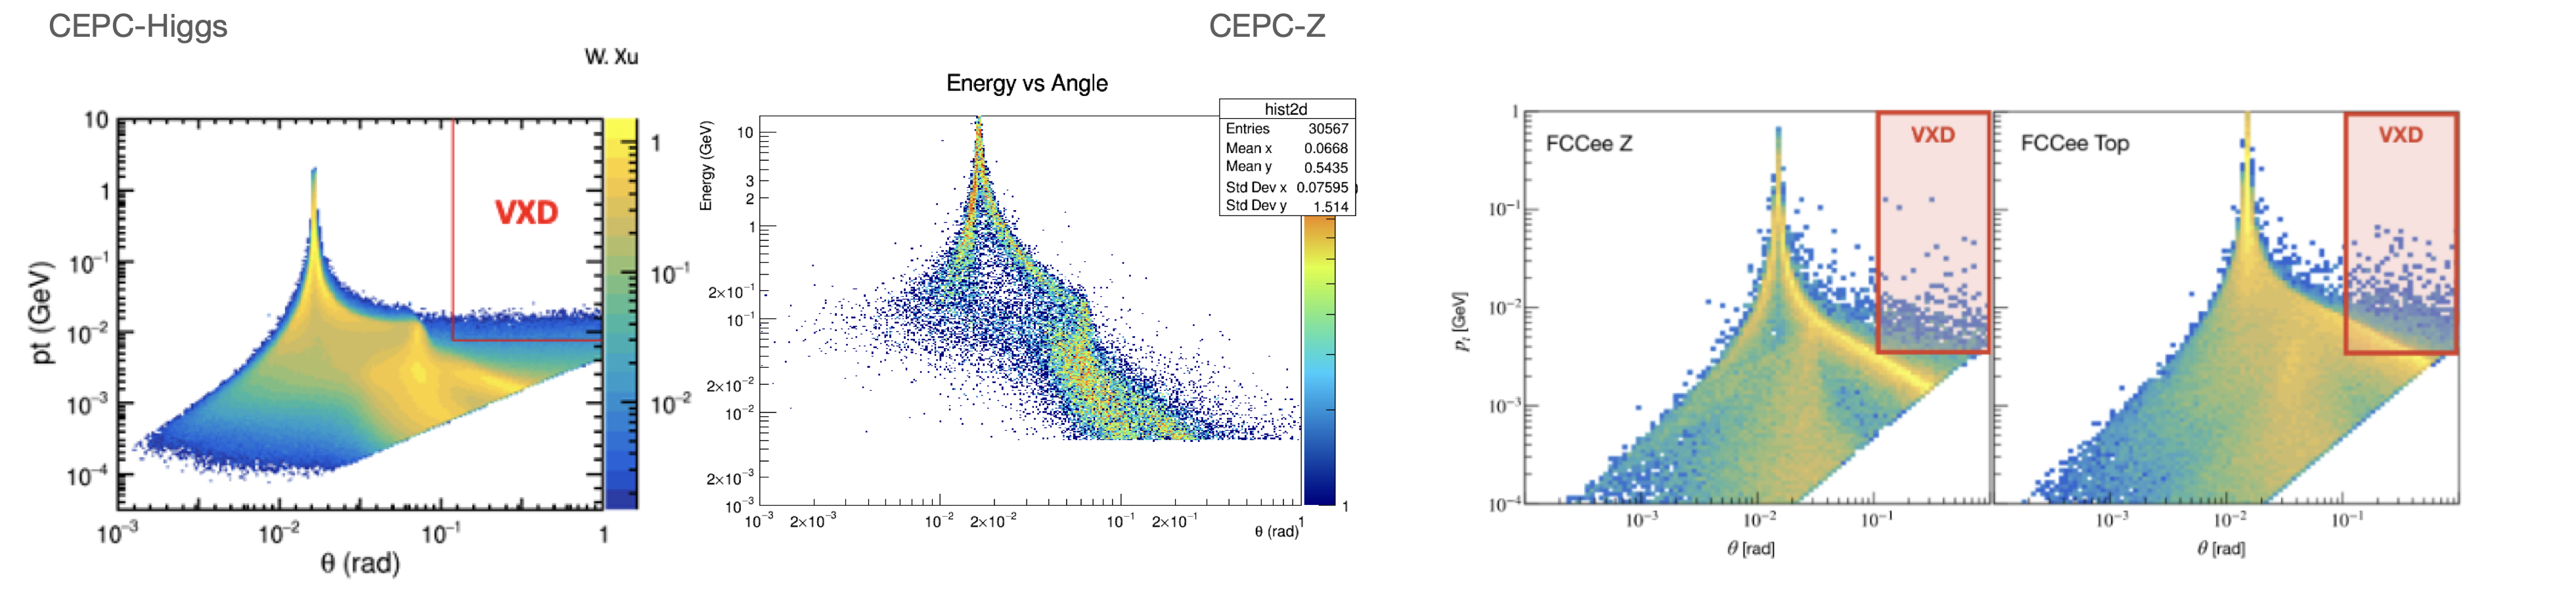 CEPC-Higgs
W. Xu
10
1
10⁻¹
10⁻²
10⁻³
10⁻⁴
pt (GeV)
VXD
10⁻³
10⁻²
10⁻¹
1
θ (rad)
1
10⁻¹
10⁻²
CEPC-Z
Energy vs Angle
hist2d
Entries 30567
Mean x 0.0668
Mean y 0.5435
Std Dev x 0.07595
Std Dev y 1.514
Energy (GeV)
10
3
2
1
2×10⁻¹
10⁻¹
2×10⁻²
10⁻²
2×10⁻³
10⁻³
10⁻³ 2×10⁻³ 10⁻² 2×10⁻² 10⁻¹ 2×10⁻¹ 1
θ (rad)
1
FCCee Z
VXD
1
10⁻¹
10⁻²
10⁻³
10⁻⁴
pₜ [GeV]
10⁻³ 10⁻² 10⁻¹
θ [rad]
FCCee Top
VXD
10⁻³ 10⁻² 10⁻¹
θ [rad]